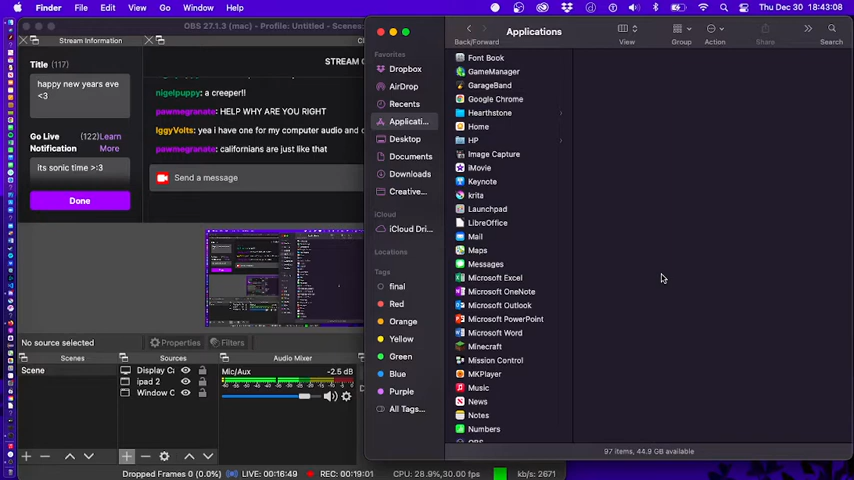 Finder File Edit View Go Window Help
Thu Dec 30 18:43:08
OBS 27.1.3 (mac) - Profile: Untitled - Scenes:
Stream Information
Title (117)
happy new years eve
<3
Go Live
Notification
(122)Learn
More
its sonic time >:3
Done
STREAM
nigelpuppy: a creeper!!
pawmegranate: HELP WHY ARE YOU RIGHT
IggyVolts: yea i have one for my computer audio and
pawmegranate: californians are just like that
Send a message
No source selected
Properties
Filters
Scenes
Scene
Sources
Display Ca
ipad 2
Window C
Audio Mixer
Mic/Aux
-2.5 dB
Dropped Frames 0 (0.0%)
LIVE: 00:16:49
REC: 00:19:01
CPU: 28.9%,30.00 fps
kb/s: 2671
Favorites
Dropbox
AirDrop
Recents
Applicati...
Desktop
Documents
Downloads
Creative...
iCloud
iCloud Dri...
Locations
Tags
final
Red
Orange
Yellow
Green
Blue
Purple
All Tags...
Back/Forward
Applications
View
Group
Action
Share
Search
Font Book
GameManager
GarageBand
Google Chrome
Hearthstone
Home
HP
Image Capture
iMovie
Keynote
krita
Launchpad
LibreOffice
Mail
Maps
Messages
Microsoft Excel
Microsoft OneNote
Microsoft Outlook
Microsoft PowerPoint
Microsoft Word
Minecraft
Mission Control
MKPlayer
Music
News
Notes
Numbers
OBS
97 items, 44.9 GB available